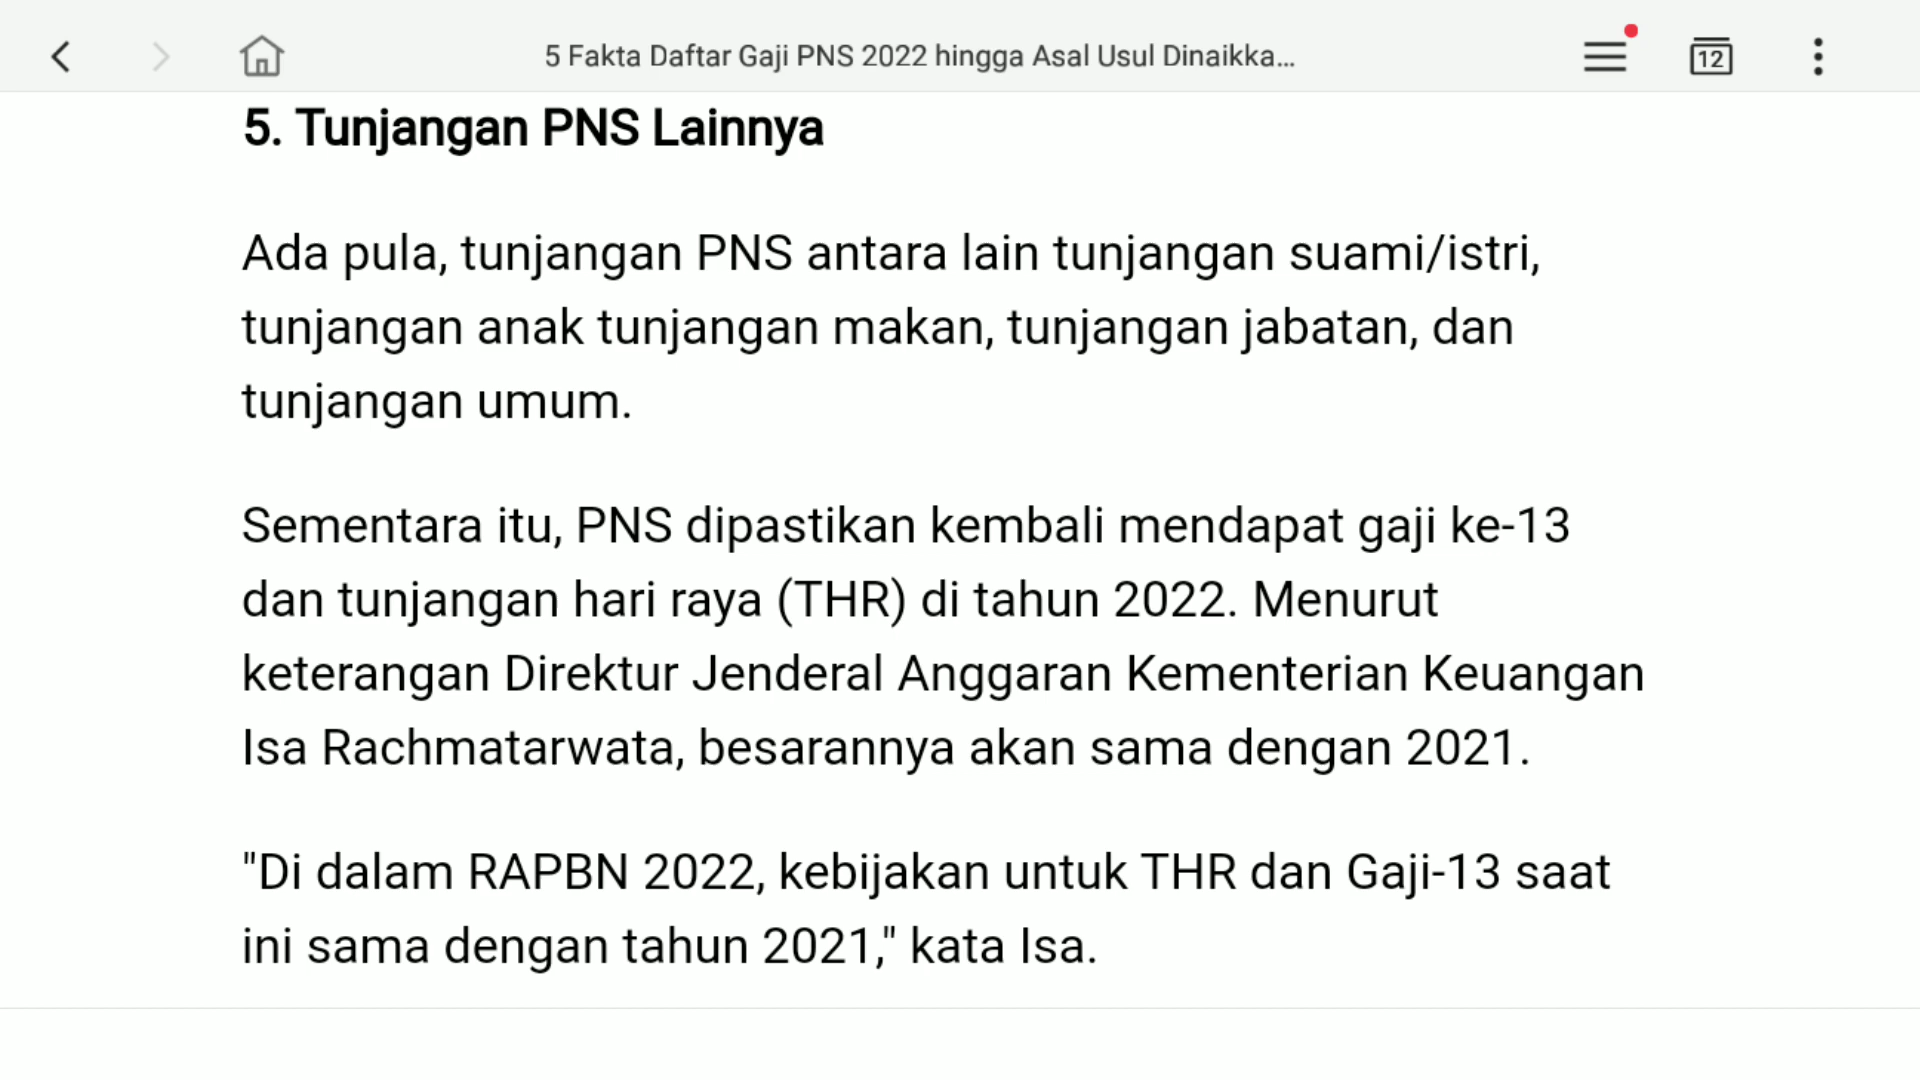 5 Fakta Daftar Gaji PNS 2022 hingga Asal Usul Dinaikka...
12
5. Tunjangan PNS Lainnya
Ada pula, tunjangan PNS antara lain tunjangan suami/istri,
tunjangan anak tunjangan makan, tunjangan jabatan, dan
tunjangan umum.
Sementara itu, PNS dipastikan kembali mendapat gaji ke-13
dan tunjangan hari raya (THR) di tahun 2022. Menurut
keterangan Direktur Jenderal Anggaran Kementerian Keuangan
Isa Rachmatarwata, besarannya akan sama dengan 2021.
"Di dalam RAPBN 2022, kebijakan untuk THR dan Gaji-13 saat
ini sama dengan tahun 2021," kata Isa.